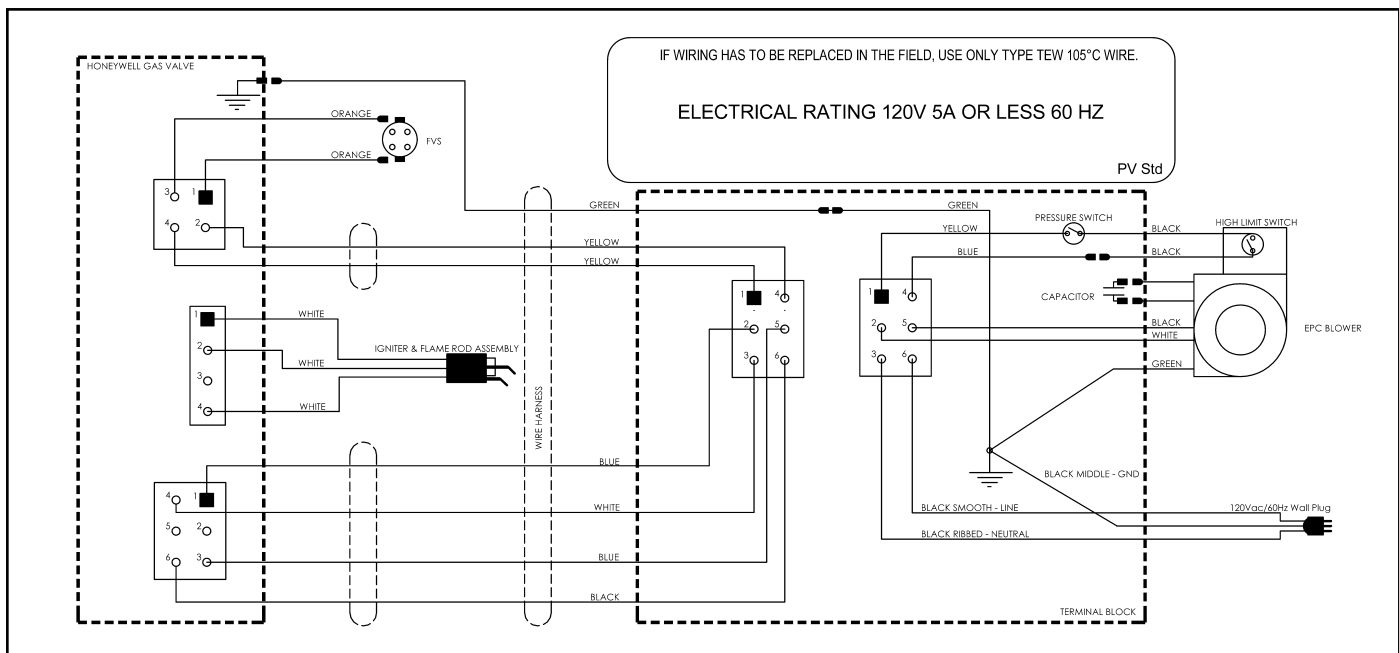 IF WIRING HAS TO BE REPLACED IN THE FIELD, USE ONLY TYPE TEW 105°C WIRE.
ELECTRICAL RATING 120V 5A OR LESS 60 HZ
PV Std
HONEYWELL GAS VALVE
ORANGE
FVS
ORANGE
3 1
4 2
GREEN
GREEN
PRESSURE SWITCH
HIGH LIMIT SWITCH
YELLOW
BLACK
YELLOW
BLUE
BLACK
YELLOW
1 4
2 5
3 6
1 4
2 5
3 6
CAPACITOR
BLACK
WHITE
EPC BLOWER
GREEN
1
2
3
4
WHITE
IGNITER & FLAME ROD ASSEMBLY
WHITE
WHITE
WIRE HARNESS
BLUE
BLACK MIDDLE - GND
4 1
5 2
6 3
WHITE
BLACK SMOOTH - LINE
120Vac/60Hz Wall Plug
BLACK RIBBED - NEUTRAL
BLUE
BLACK
TERMINAL BLOCK